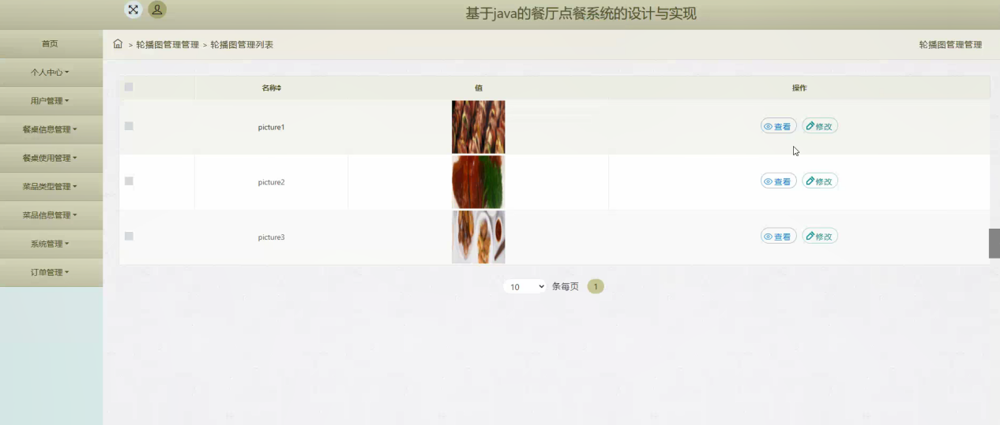 基于java的餐厅点餐系统的设计与实现
首页
个人中心
用户管理
餐桌信息管理
餐桌使用管理
菜品类型管理
菜品信息管理
系统管理
订单管理
> 轮播图管理管理 > 轮播图管理列表
轮播图管理管理
名称 值 操作
picture1 查看 修改
picture2 查看 修改
picture3 查看 修改
10 条每页 1